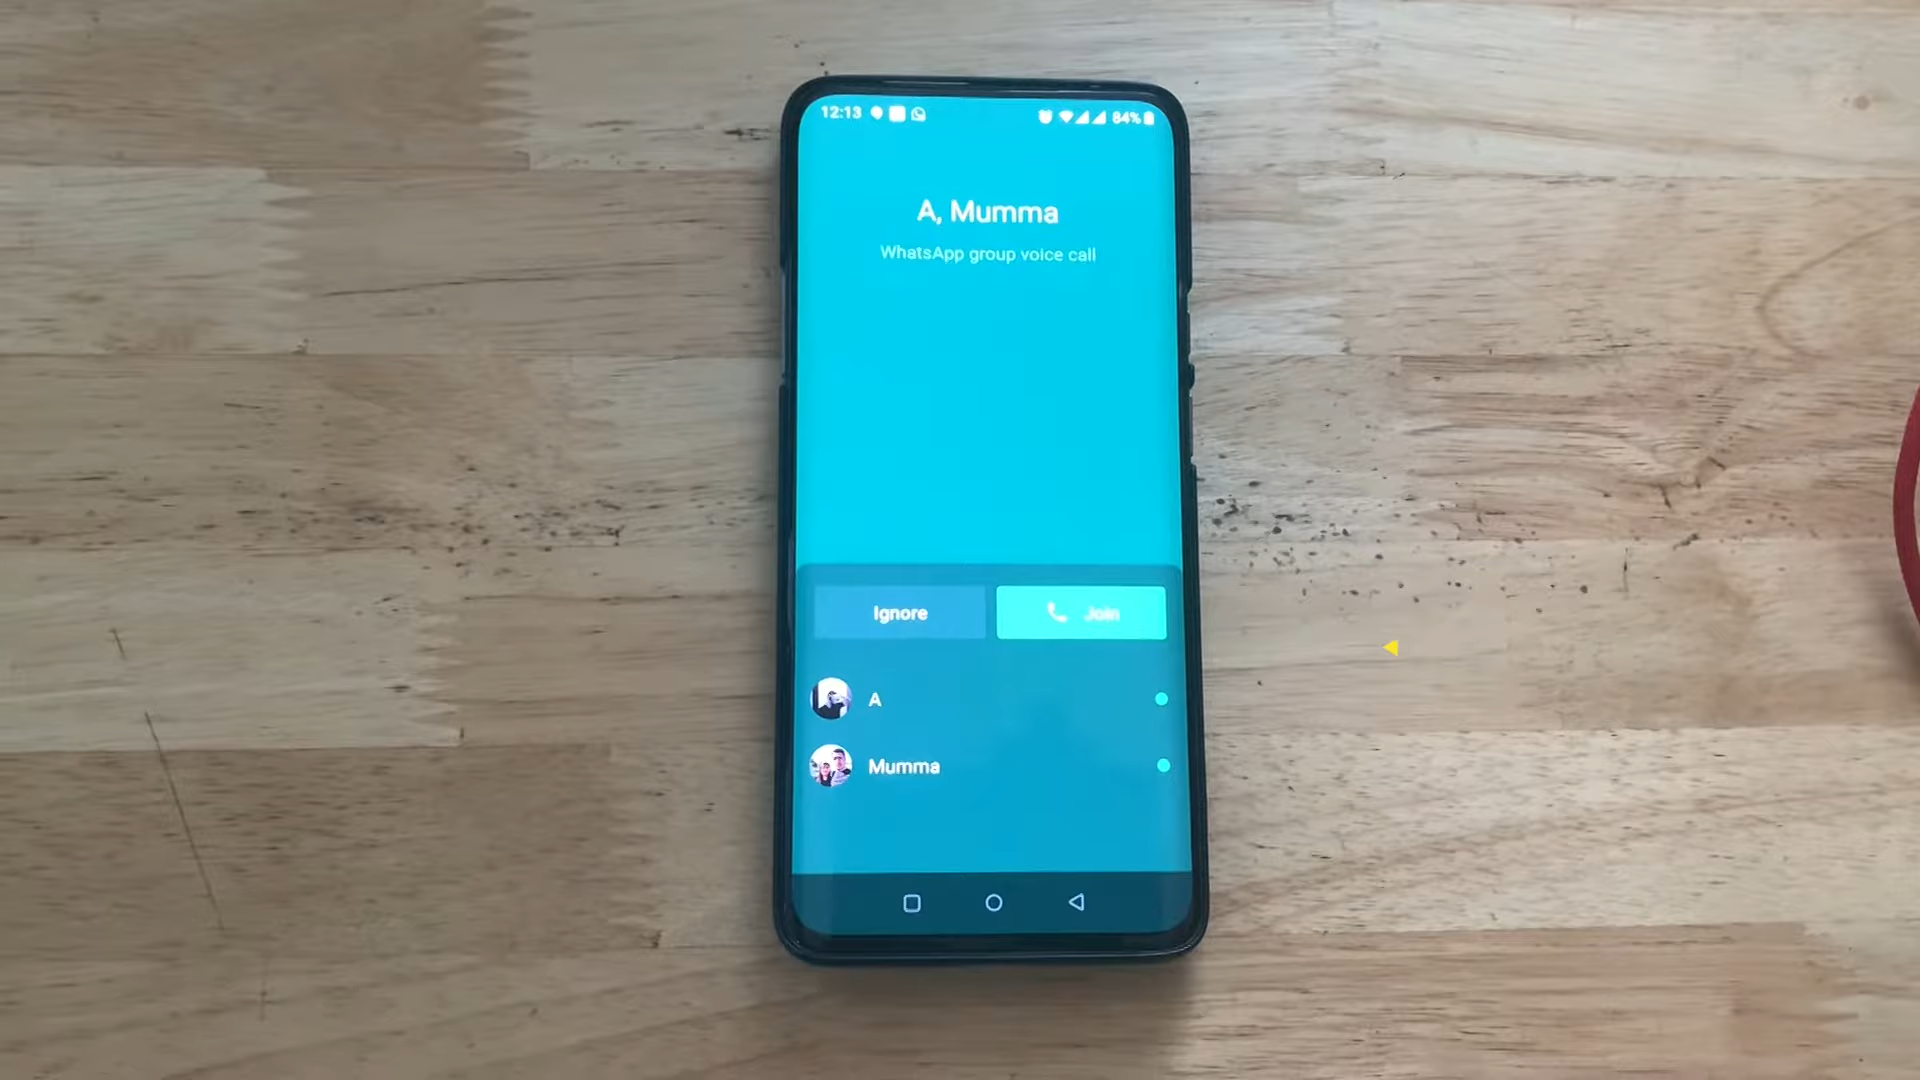 12:13 84%
A, Mumma
WhatsApp group voice call
Ignore Join
A
Mumma